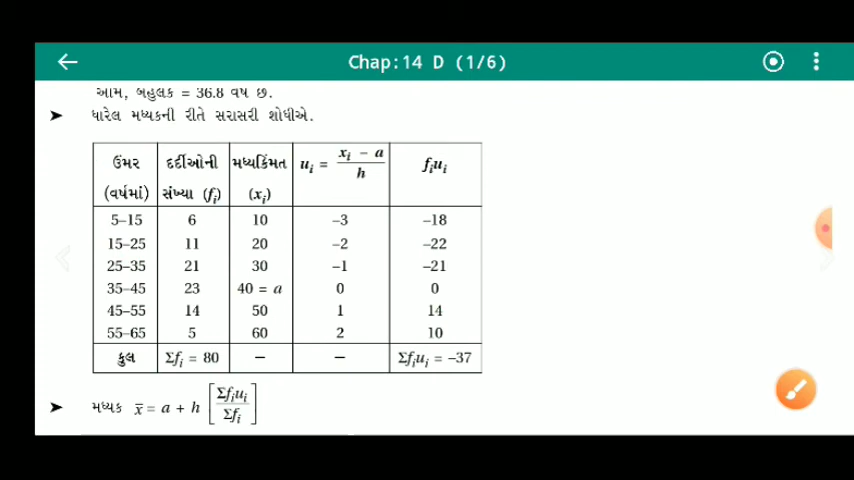 Chap:14 D (1/6)
આમ, બહુલક = 36.8 વર્ષ છે.
➤ ધારેલ મધ્યકની રીતે સરાસરી શોધીએ.
ઉંમર (વર્ષમાં) | દર્દીઓની સંખ્યા (fᵢ) | મધ્યકિંમત (xᵢ) | uᵢ = (xᵢ – a)/h | fᵢuᵢ
5–15 | 6 | 10 | –3 | –18
15–25 | 11 | 20 | –2 | –22
25–35 | 21 | 30 | –1 | –21
35–45 | 23 | 40 = a | 0 | 0
45–55 | 14 | 50 | 1 | 14
55–65 | 5 | 60 | 2 | 10
કુલ | Σfᵢ = 80 | – | – | Σfᵢuᵢ = –37
➤ મધ્યક x̄ = a + h [Σfᵢuᵢ/Σfᵢ]